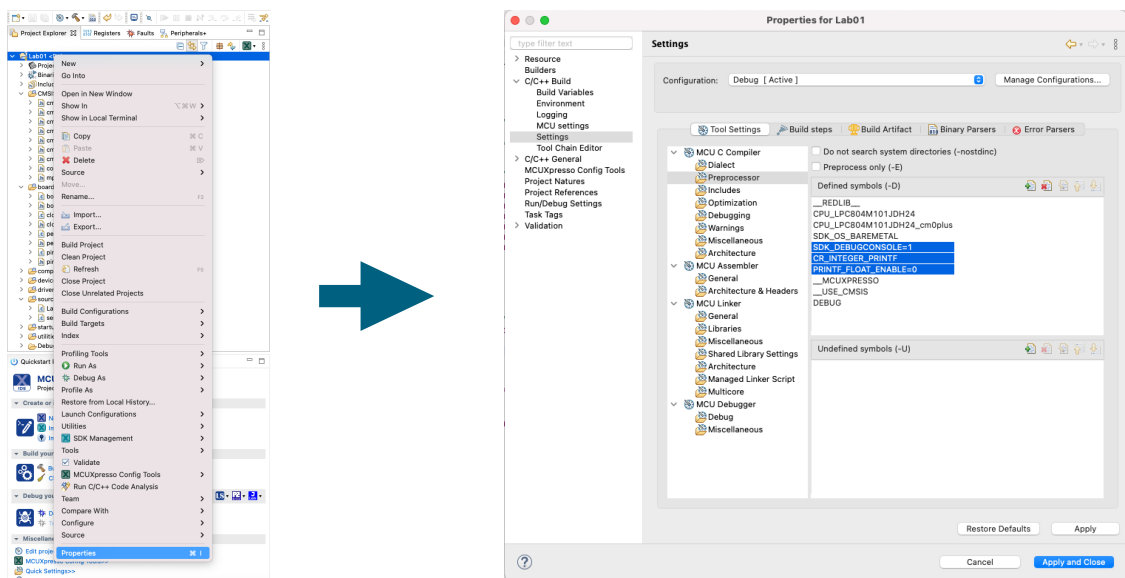 Project Explorer
Registers
Faults
Peripherals+
Lab01
New
Go Into
Open in New Window
Show In ⌥⌘W
Show in Local Terminal
Copy ⌘ C
Paste ⌘ V
Delete
Source
Move...
Rename... F2
Import...
Export...
Build Project
Clean Project
Refresh F5
Close Project
Close Unrelated Projects
Build Configurations
Build Targets
Index
Profiling Tools
Run As
Debug As
Profile As
Restore from Local History...
Launch Configurations
Utilities
SDK Management
Tools
Validate
MCUXpresso Config Tools
Run C/C++ Code Analysis
Team
Compare With
Configure
Source
Properties ⌘ I
Quick Settings>>
Properties for Lab01
type filter text
Resource
Builders
C/C++ Build
Build Variables
Environment
Logging
MCU settings
Settings
Tool Chain Editor
C/C++ General
MCUXpresso Config Tools
Project Natures
Project References
Run/Debug Settings
Task Tags
Validation
Settings
Configuration: Debug [ Active ] Manage Configurations...
Tool Settings
Build steps
Build Artifact
Binary Parsers
Error Parsers
MCU C Compiler
Dialect
Preprocessor
Includes
Optimization
Debugging
Warnings
Miscellaneous
Architecture
MCU Assembler
General
Architecture & Headers
MCU Linker
General
Libraries
Miscellaneous
Shared Library Settings
Architecture
Managed Linker Script
Multicore
MCU Debugger
Debug
Miscellaneous
Do not search system directories (-nostdinc)
Preprocess only (-E)
Defined symbols (-D)
__REDLIB__
CPU_LPC804M101JDH24
CPU_LPC804M101JDH24_cm0plus
SDK_OS_BAREMETAL
SDK_DEBUGCONSOLE=1
CR_INTEGER_PRINTF
PRINTF_FLOAT_ENABLE=0
__MCUXPRESSO
__USE_CMSIS
DEBUG
Undefined symbols (-U)
Restore Defaults
Apply
Cancel
Apply and Close